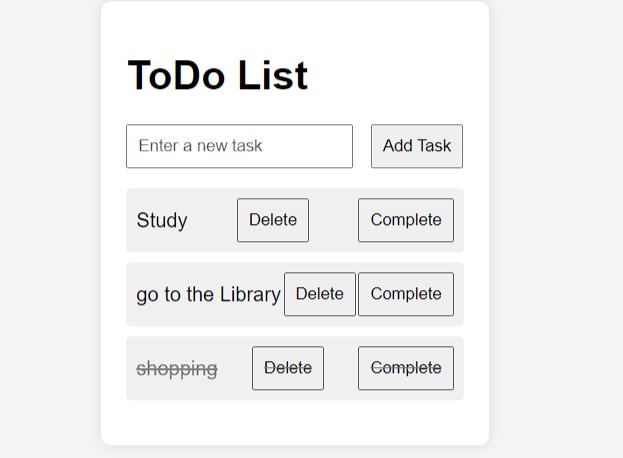 ToDo List
Enter a new task Add Task
Study Delete Complete
go to the Library Delete Complete
shopping Delete Complete